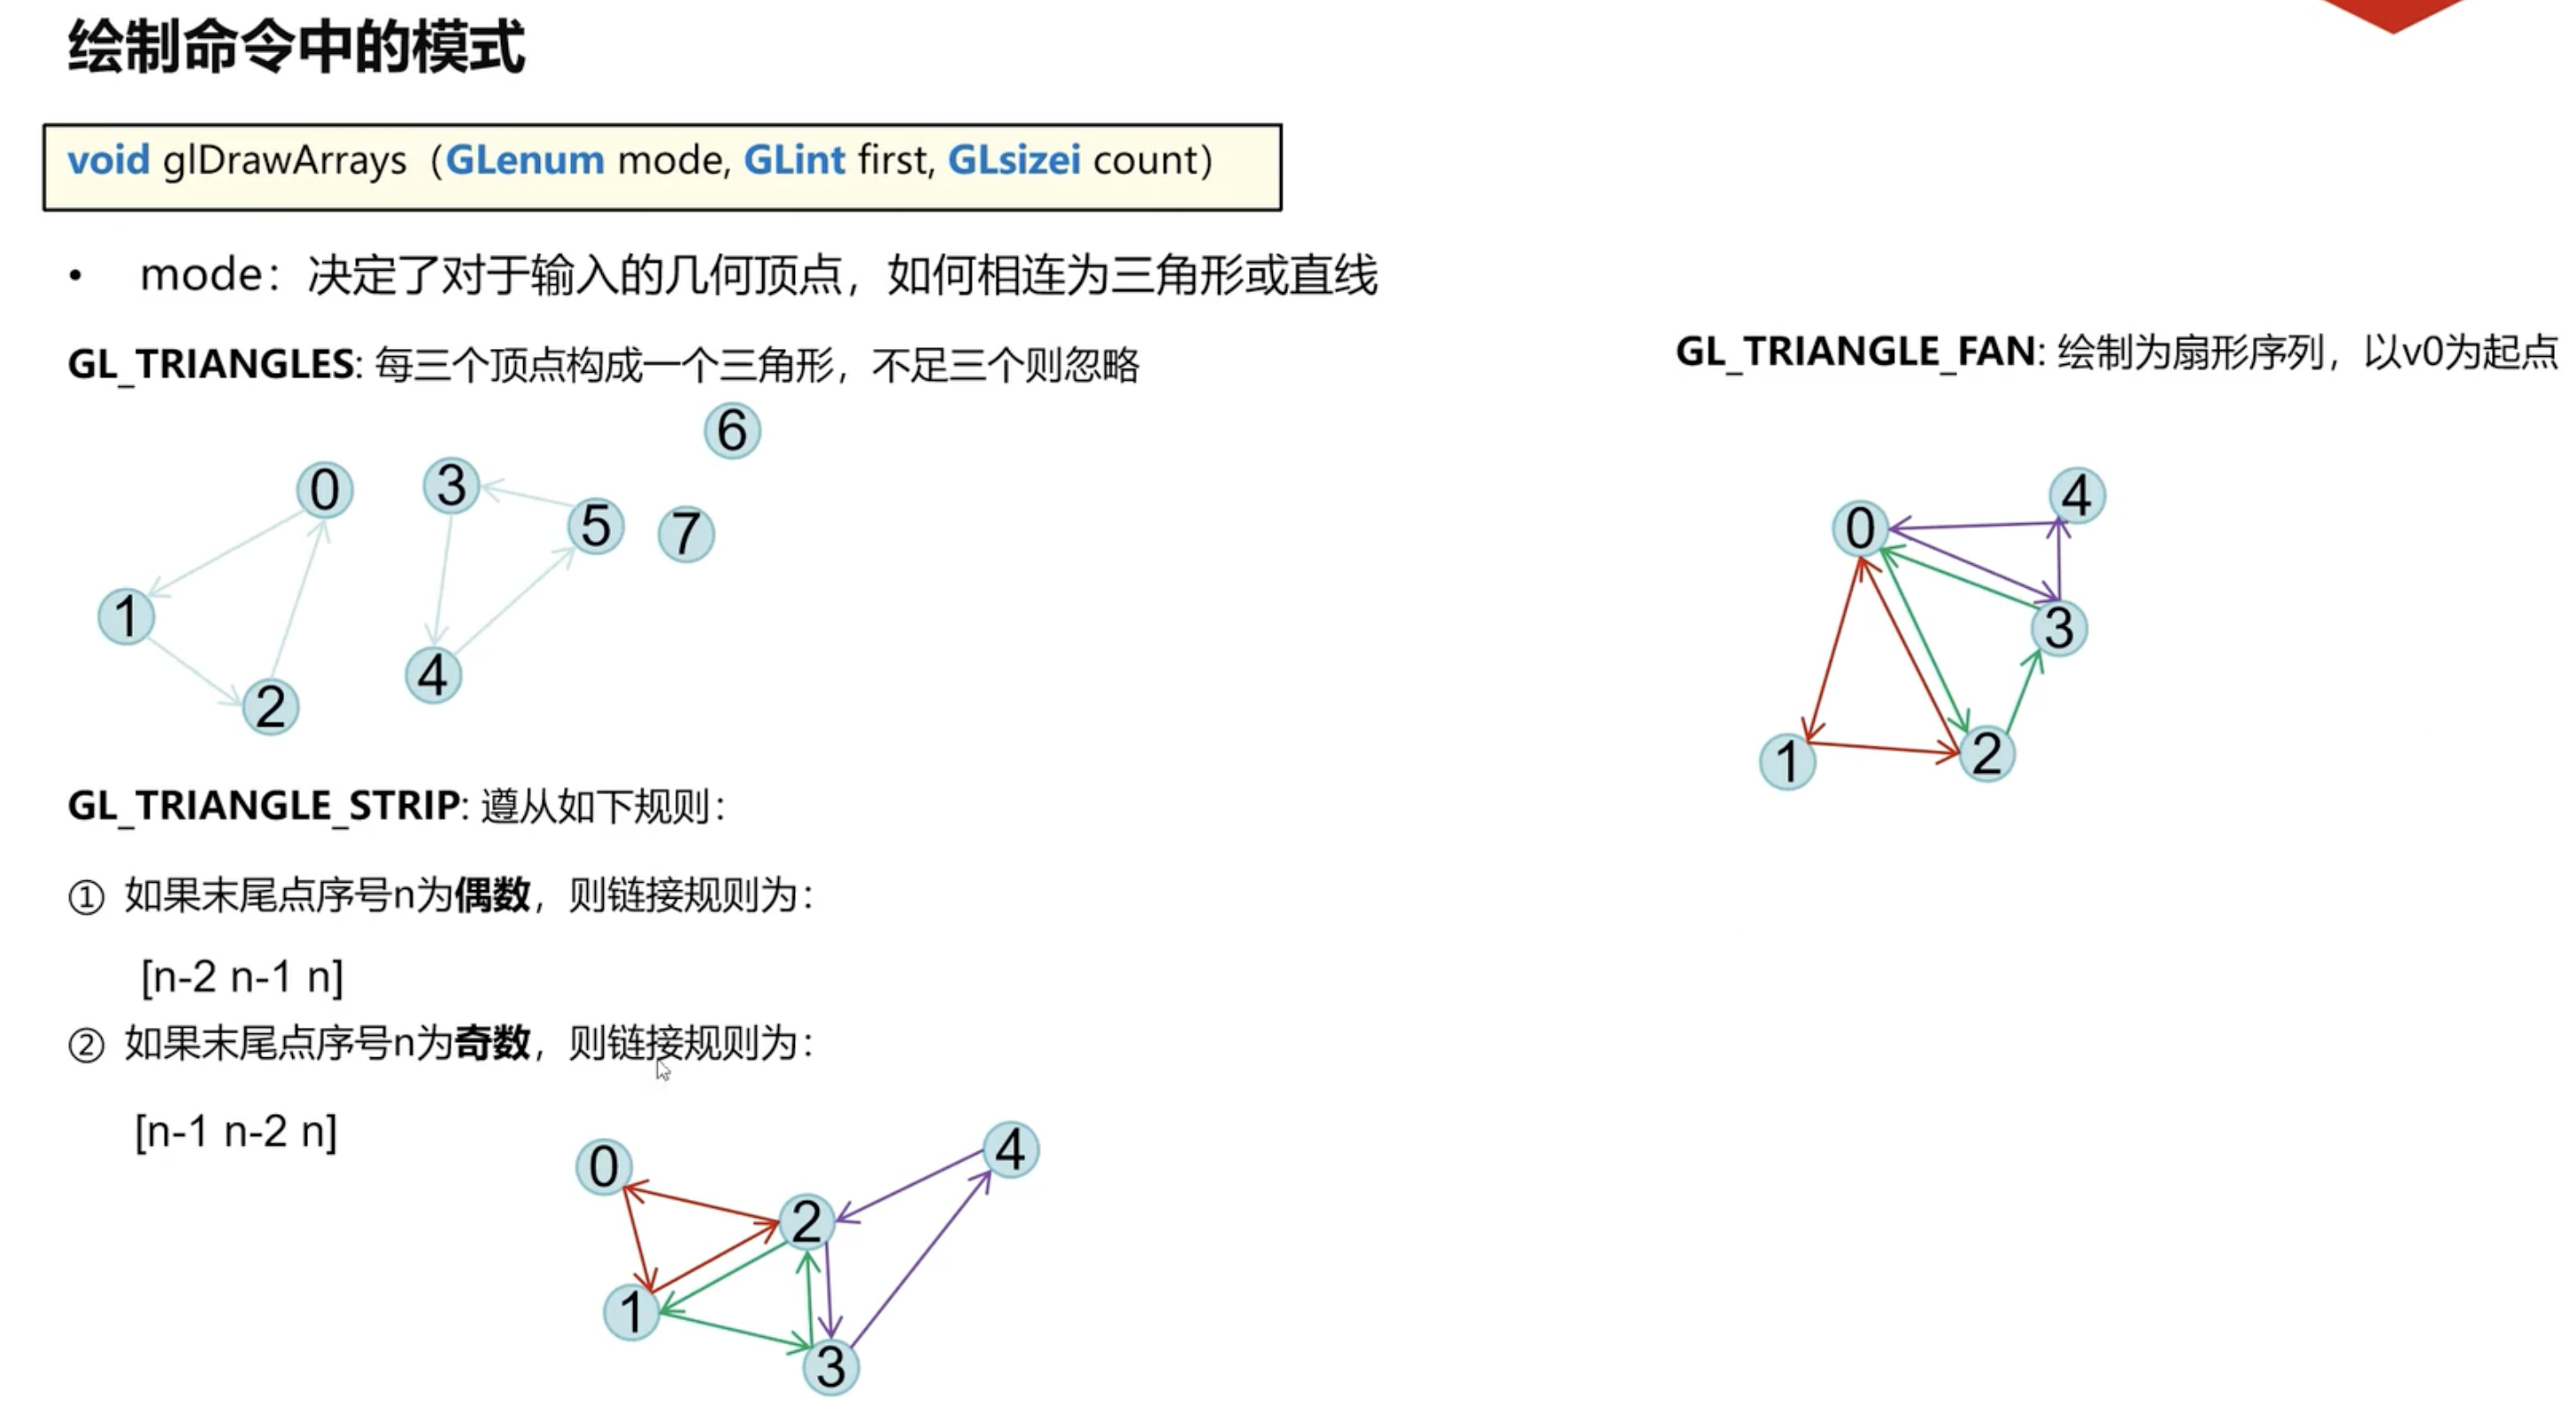 绘制命令中的模式
void glDrawArrays（GLenum mode, GLint first, GLsizei count）
• mode：决定了对于输入的几何顶点，如何相连为三角形或直线
GL_TRIANGLES: 每三个顶点构成一个三角形，不足三个则忽略
6
0
3
5
7
1
4
2
GL_TRIANGLE_FAN: 绘制为扇形序列，以v0为起点
4
0
3
1
2
GL_TRIANGLE_STRIP: 遵从如下规则：
① 如果末尾点序号n为偶数，则链接规则为：
[n-2 n-1 n]
② 如果末尾点序号n为奇数，则链接规则为：
[n-1 n-2 n]
0
4
2
1
3